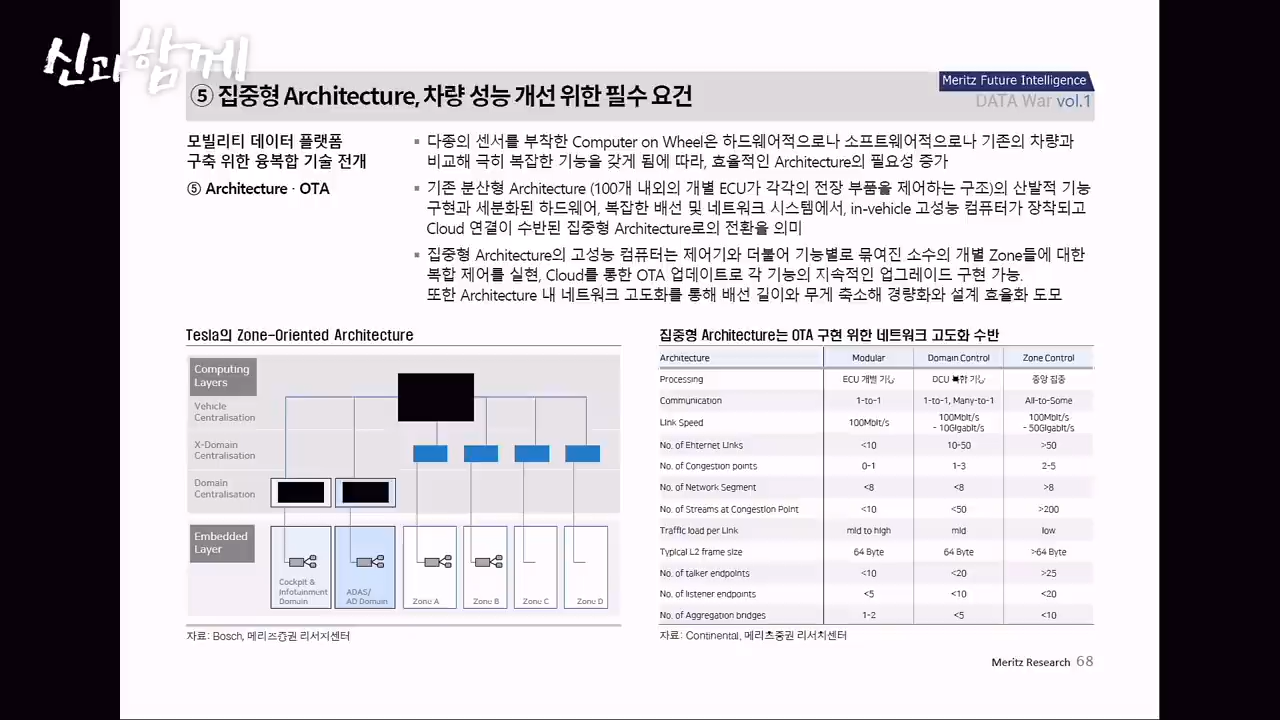 신과함께
⑤ 집중형 Architecture, 차량 성능 개선 위한 필수 요건
Meritz Future Intelligence
DATA War vol.1
모빌리티 데이터 플랫폼
구축 위한 융복합 기술 전개
⑤ Architecture · OTA
▪ 다종의 센서를 부착한 Computer on Wheel은 하드웨어적으로나 소프트웨어적으로나 기존의 차량과
비교해 극히 복잡한 기능을 갖게 됨에 따라, 효율적인 Architecture의 필요성 증가
▪ 기존 분산형 Architecture (100개 내외의 개별 ECU가 각각의 전장 부품을 제어하는 구조)의 산발적 기능
구현과 세분화된 하드웨어, 복잡한 배선 및 네트워크 시스템에서, in-vehicle 고성능 컴퓨터가 장착되고
Cloud 연결이 수반된 집중형 Architecture로의 전환을 의미
▪ 집중형 Architecture의 고성능 컴퓨터는 제어기와 더불어 기능별로 묶여진 소수의 개별 Zone들에 대한
복합 제어를 실현, Cloud를 통한 OTA 업데이트로 각 기능의 지속적인 업그레이드 구현 가능.
또한 Architecture 내 네트워크 고도화를 통해 배선 길이와 무게 축소해 경량화와 설계 효율화 도모
Tesla의 Zone-Oriented Architecture
Computing
Layers
Vehicle
Centralisation
X-Domain
Centralisation
Domain
Centralisation
Embedded
Layer
Cockpit &
Infotainment
Domain
ADAS/
AD Domain
Zone A
Zone B
Zone C
Zone D
자료: Bosch, 메리츠증권 리서치센터
집중형 Architecture는 OTA 구현 위한 네트워크 고도화 수반
Architecture Modular Domain Control Zone Control
Processing ECU 개별 기능 DCU 복합 기능 중앙 집중
Communication 1-to-1 1-to-1, Many-to-1 All-to-Some
Link Speed 100Mbit/s 100Mbit/s - 10Gigabit/s 100Mbit/s - 50Gigabit/s
No. of Ehternet Links <10 10-50 >50
No. of Congestion points 0-1 1-3 2-5
No. of Network Segment <8 <8 >8
No. of Streams at Congestion Point <10 <50 >200
Traffic load per Link mid to high mid low
Typical L2 frame size 64 Byte 64 Byte >64 Byte
No. of talker endpoints <10 <20 >25
No. of listener endpoints <5 <10 <20
No. of Aggregation bridges 1-2 <5 <10
자료: Continental, 메리츠증권 리서치센터
Meritz Research 68